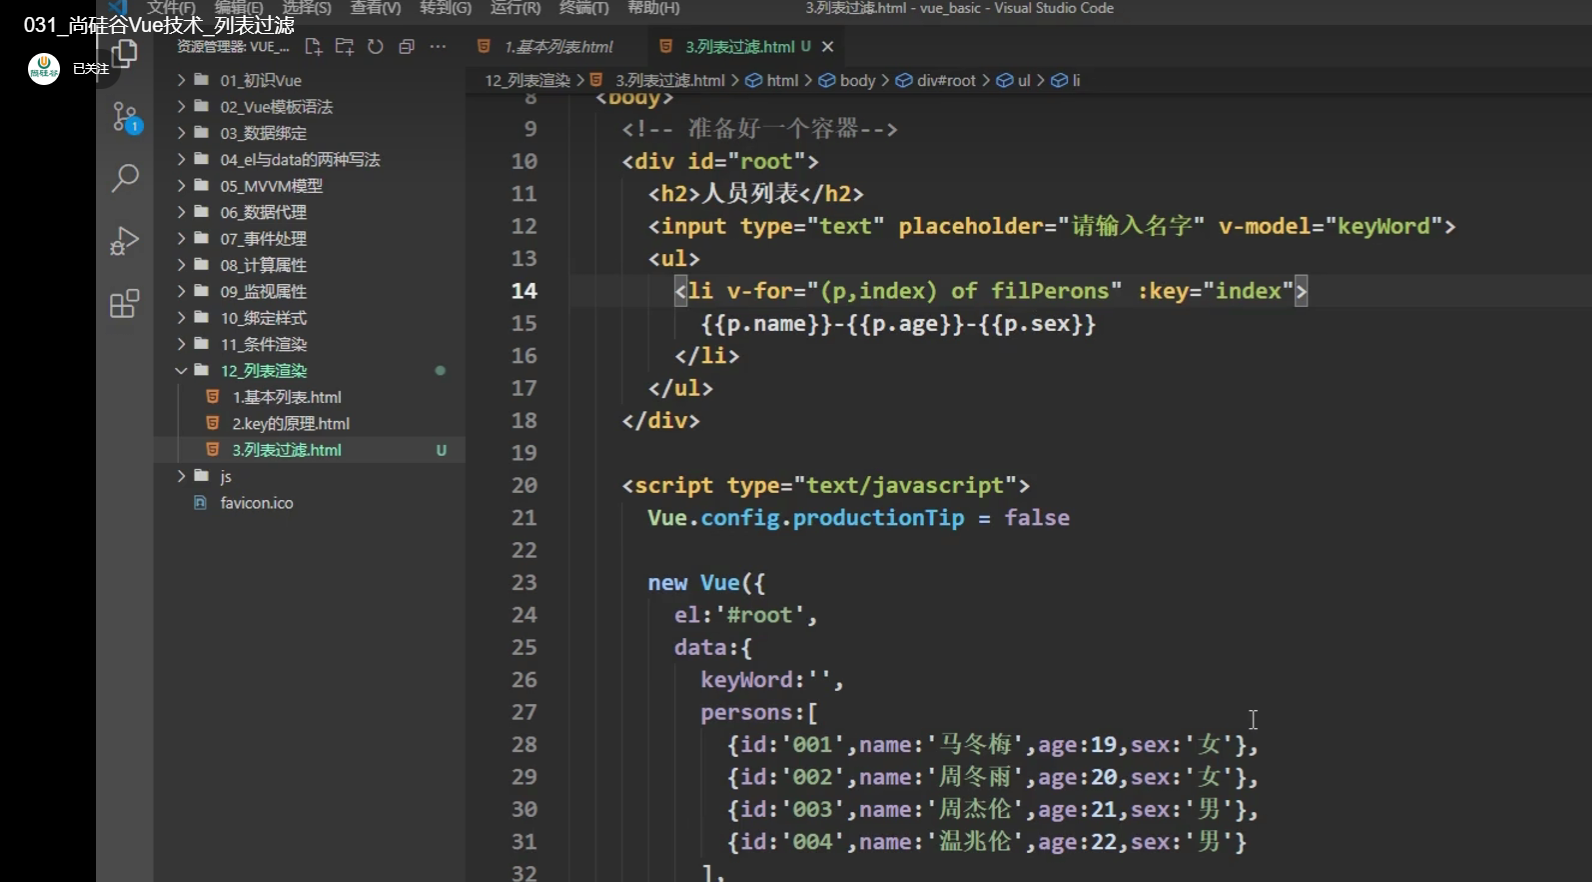 文件(F) 编辑(E) 选择(S) 查看(V) 转到(G) 运行(R) 终端(T) 帮助(H) 3.列表过滤.html - vue_basic - Visual Studio Code
031_尚硅谷Vue技术_列表过滤
尚硅谷 已关注
资源管理器: VUE_...
1
01_初识Vue
02_Vue模板语法
03_数据绑定
04_el与data的两种写法
05_MVVM模型
06_数据代理
07_事件处理
08_计算属性
09_监视属性
10_绑定样式
11_条件渲染
12_列表渲染
1.基本列表.html
2.key的原理.html
3.列表过滤.html U
js
favicon.ico
1.基本列表.html 3.列表过滤.html U
12_列表渲染 > 3.列表过滤.html > html > body > div#root > ul > li
8 <body>
9 <!-- 准备好一个容器-->
10 <div id="root">
11 <h2>人员列表</h2>
12 <input type="text" placeholder="请输入名字" v-model="keyWord">
13 <ul>
14 <li v-for="(p,index) of filPerons" :key="index">
15 {{p.name}}-{{p.age}}-{{p.sex}}
16 </li>
17 </ul>
18 </div>
19
20 <script type="text/javascript">
21 Vue.config.productionTip = false
22
23 new Vue({
24 el:'#root',
25 data:{
26 keyWord:'',
27 persons:[
28 {id:'001',name:'马冬梅',age:19,sex:'女'},
29 {id:'002',name:'周冬雨',age:20,sex:'女'},
30 {id:'003',name:'周杰伦',age:21,sex:'男'},
31 {id:'004',name:'温兆伦',age:22,sex:'男'}
32 ],